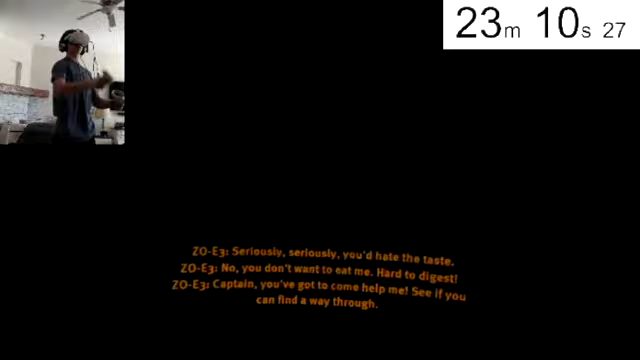 23m 10s 27
ZO-E3: Seriously, seriously, you'd hate the taste.
ZO-E3: No, you don't want to eat me. Hard to digest!
ZO-E3: Captain, you've got to come help me! See if you
can find a way through.